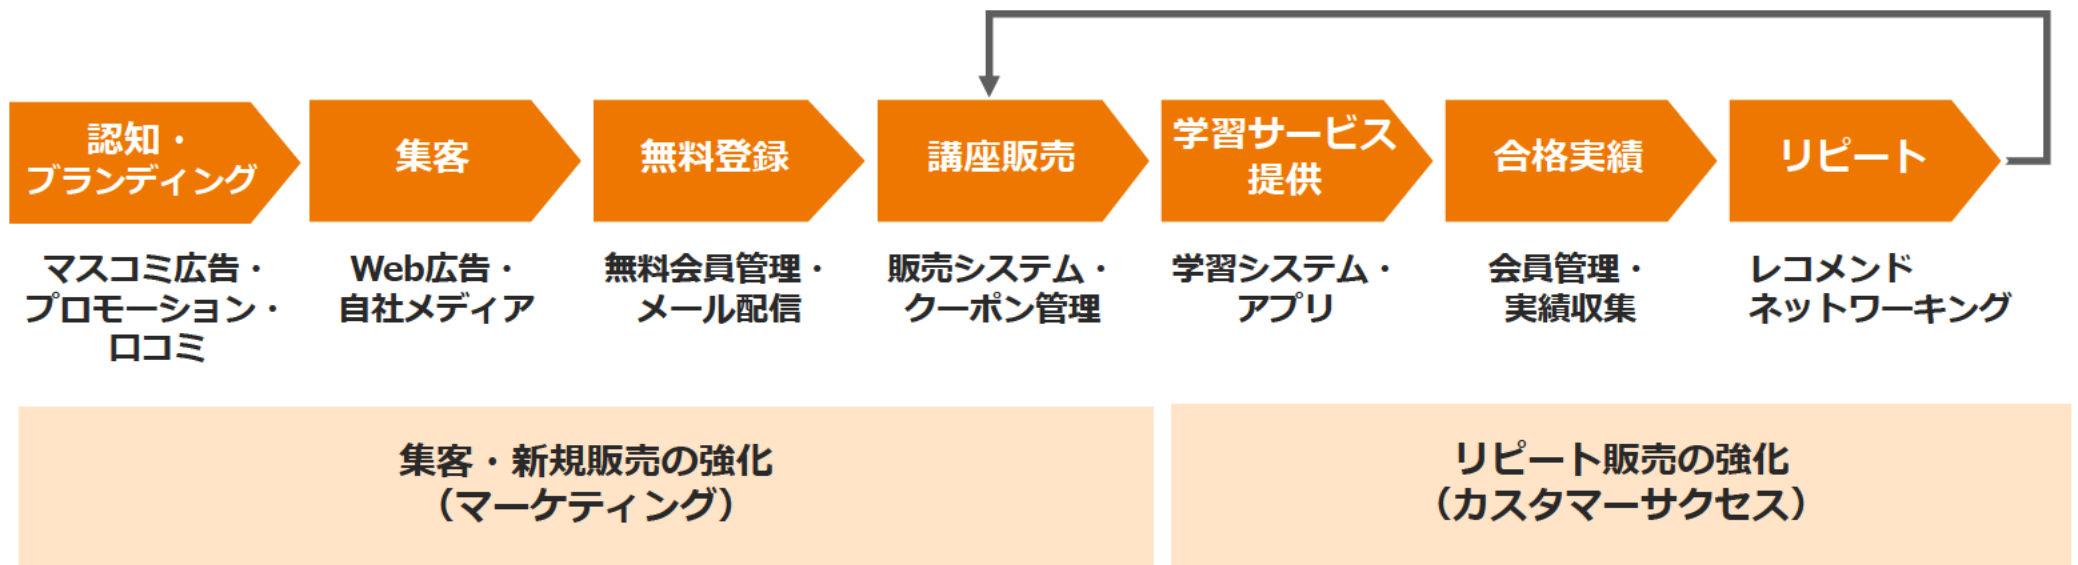 認知・
ブランディング
集客
無料登録
講座販売
学習サービス
提供
合格実績
リピート
マスコミ広告・
プロモーション・
口コミ
Web広告・
自社メディア
無料会員管理・
メール配信
販売システム・
クーポン管理
学習システム・
アプリ
会員管理・
実績収集
レコメンド
ネットワーキング
集客・新規販売の強化
（マーケティング）
リピート販売の強化
（カスタマーサクセス）